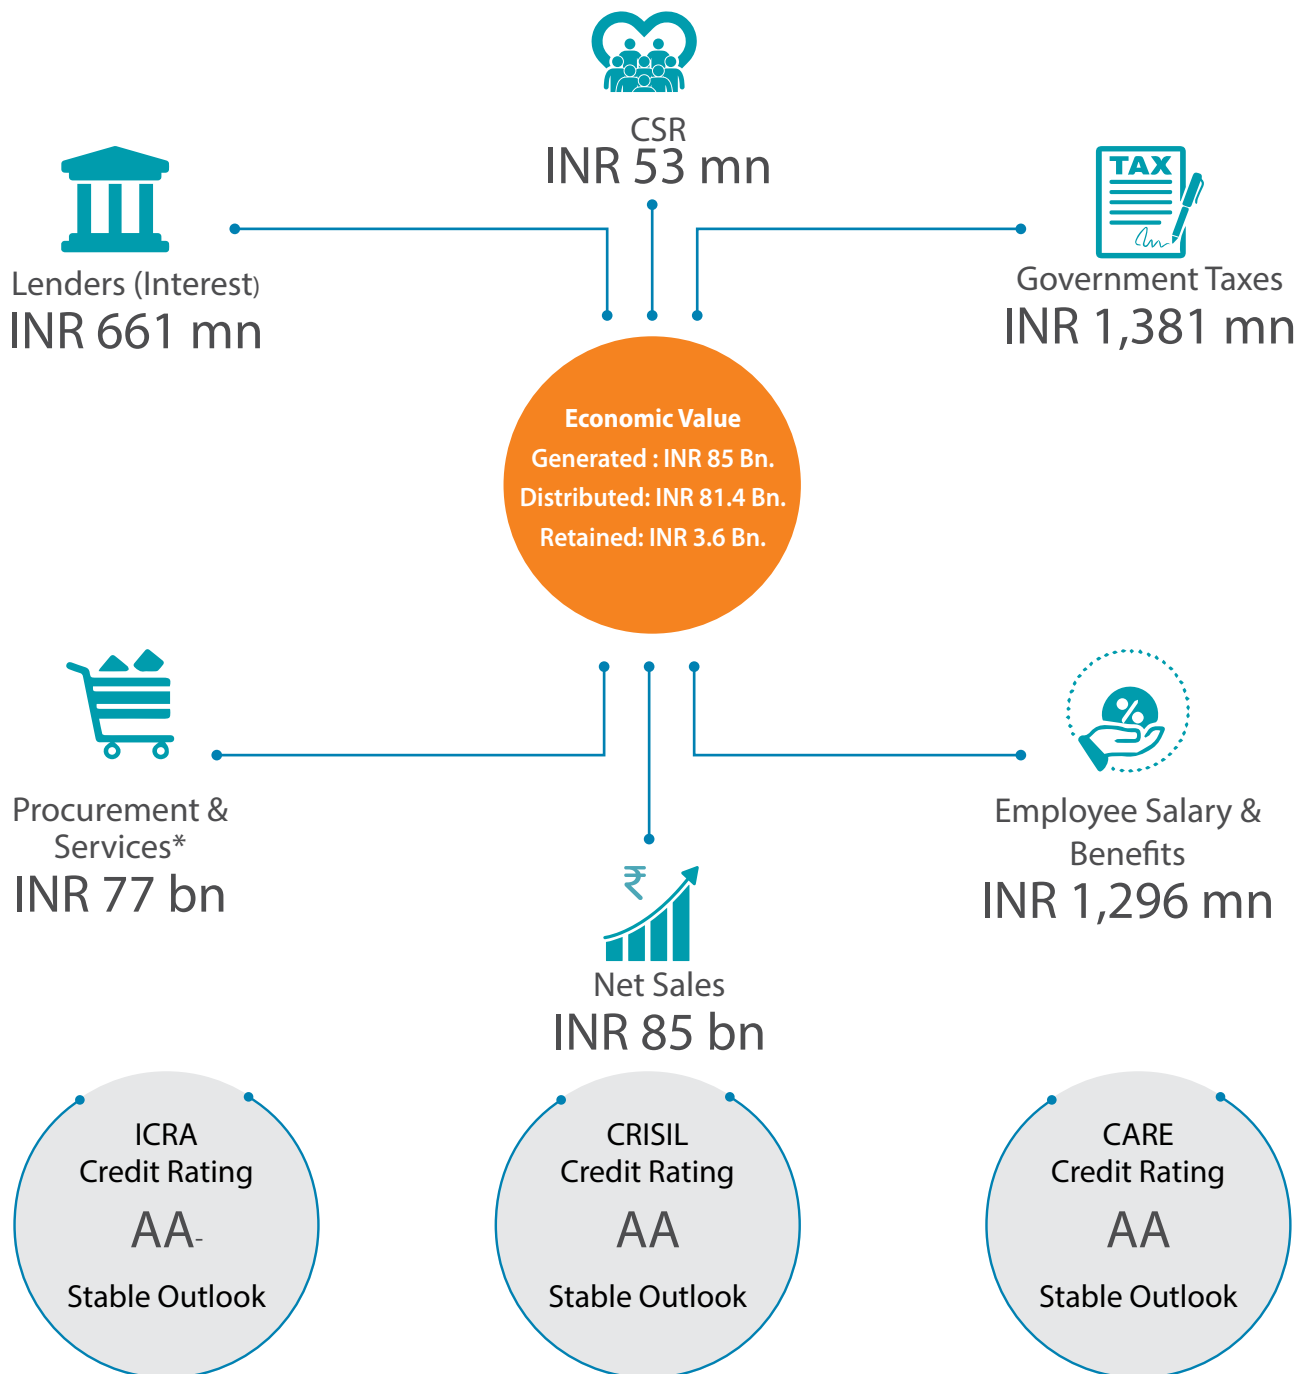 CSR
INR 53 mn
TAX
Lenders (Interest)
INR 661 mn
Government Taxes
INR 1,381 mn
Economic Value
Generated : INR 85 Bn.
Distributed: INR 81.4 Bn.
Retained: INR 3.6 Bn.
%
Procurement &
Services*
INR 77 bn
Employee Salary &
Benefits
INR 1,296 mn
₹
Net Sales
INR 85 bn
ICRA
Credit Rating
AA-
Stable Outlook
CRISIL
Credit Rating
AA
Stable Outlook
CARE
Credit Rating
AA
Stable Outlook